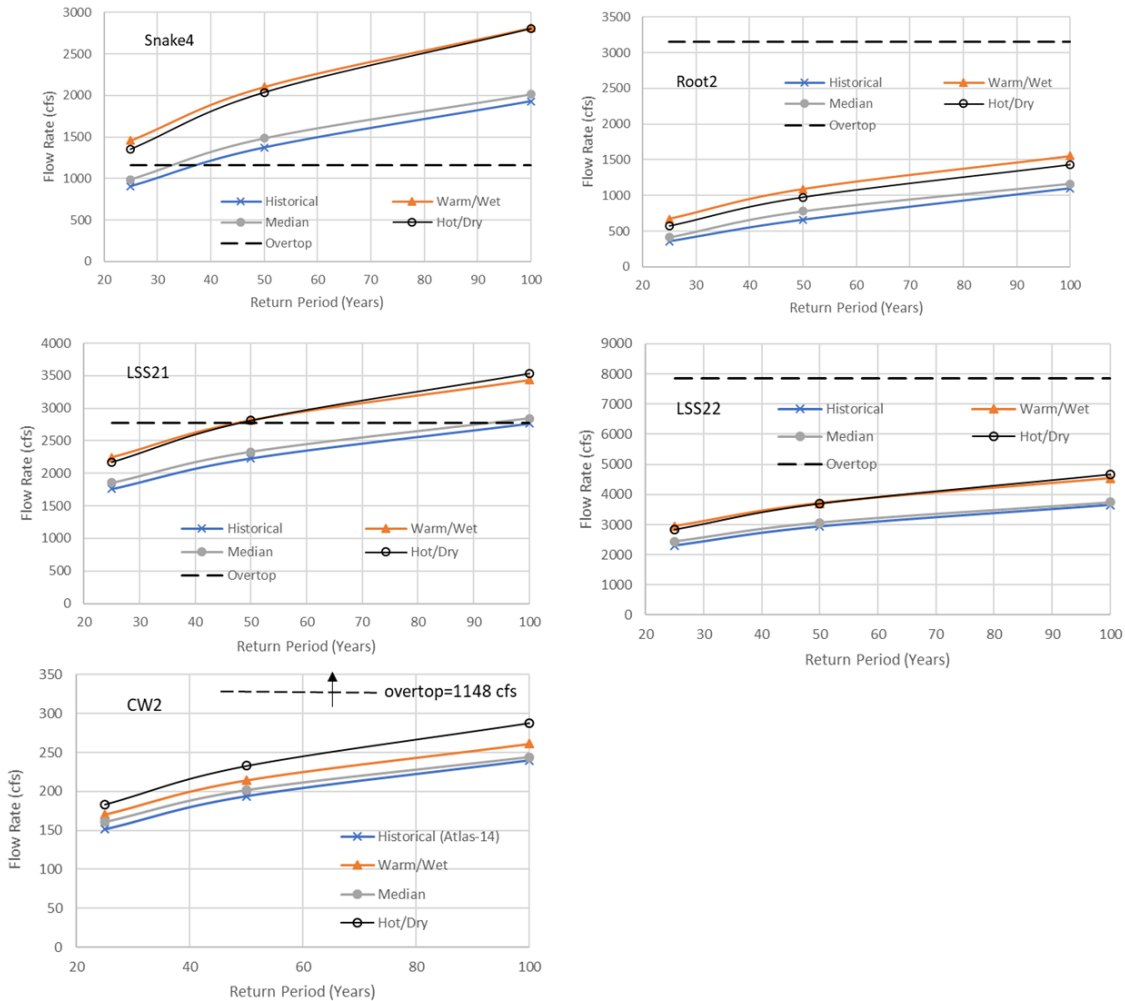 Snake4
Flow Rate (cfs)
3000
2500
2000
1500
1000
500
0
Historical Warm/Wet
Median Hot/Dry
Overtop
20 30 40 50 60 70 80 90 100
Return Period (Years)
Root2
Flow Rate (cfs)
3500
3000
2500
2000
1500
1000
500
0
Historical Warm/Wet
Median Hot/Dry
Overtop
20 30 40 50 60 70 80 90 100
Return Period (Years)
LSS21
Flow Rate (cfs)
4000
3500
3000
2500
2000
1500
1000
500
0
Historical Warm/Wet
Median Hot/Dry
Overtop
20 30 40 50 60 70 80 90 100
Return Period (Years)
LSS22
Flow Rate (cfs)
9000
8000
7000
6000
5000
4000
3000
2000
1000
0
Historical Warm/Wet
Median Hot/Dry
Overtop
20 30 40 50 60 70 80 90 100
Return Period (Years)
CW2
overtop=1148 cfs
Flow Rate (cfs)
350
300
250
200
150
100
50
0
Historical (Atlas-14)
Warm/Wet
Median
Hot/Dry
20 40 60 80 100
Return Period (Years)